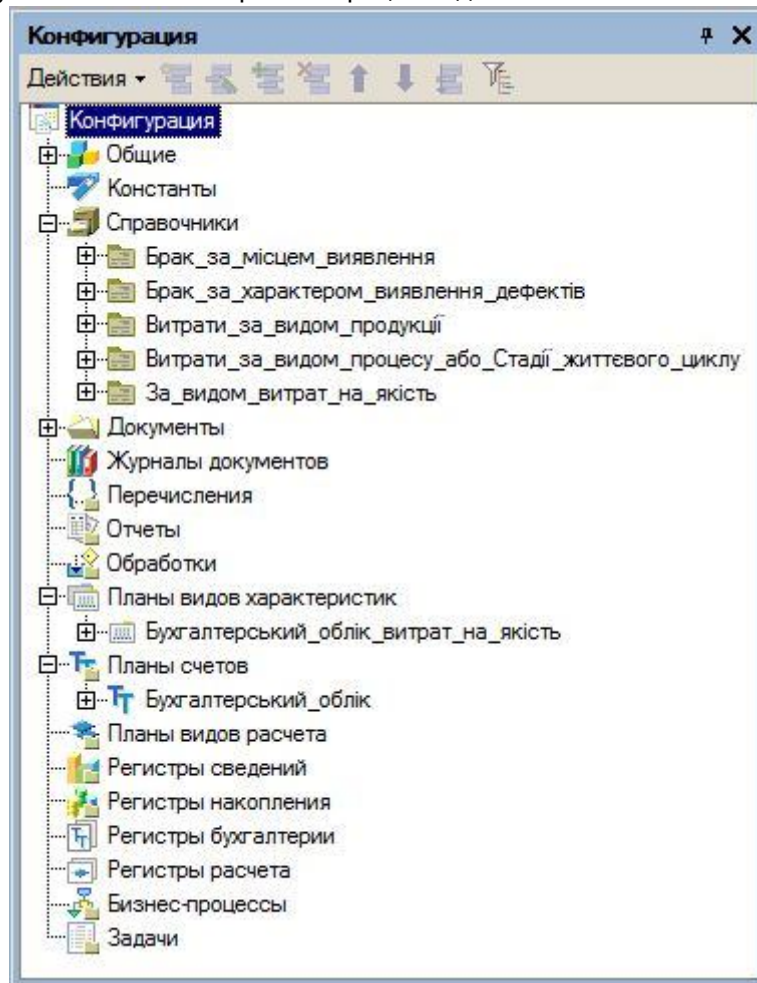 Конфигурация
Действия
Конфигурация
Общие
Константы
Справочники
Брак_за_місцем_виявлення
Брак_за_характером_виявлення_дефектів
Витрати_за_видом_продукції
Витрати_за_видом_процесу_або_Стадії_життєвого_циклу
За_видом_витрат_на_якість
Документы
Журналы документов
Перечисления
Отчеты
Обработки
Планы видов характеристик
Бухгалтерський_облік_витрат_на_якість
Планы счетов
Бухгалтерський_облік
Планы видов расчета
Регистры сведений
Регистры накопления
Регистры бухгалтерии
Регистры расчета
Бизнес-процессы
Задачи